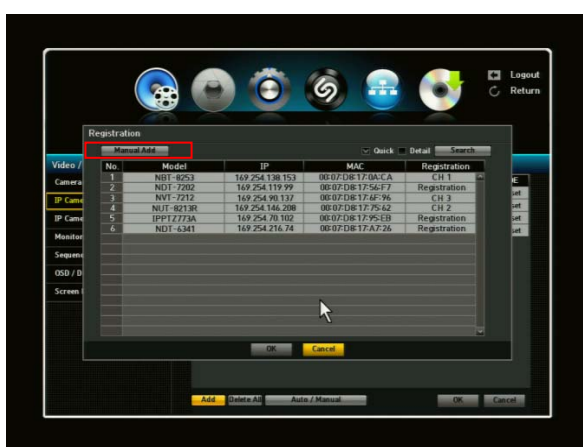 Logout
Return
Registration
Manual Add
Quick Detail Search
No. Model IP MAC Registration
1 NBT-8253 169.254.138.153 00:07:D8:17:0A:CA CH 1
2 NDT-7202 169.254.119.99 00:07:D8:17:56:F7 Registration
3 NVT-7212 169.254.90.137 00:07:D8:17:6F:96 CH 3
4 NUT-8213R 169.254.146.208 00:07:D8:17:75:62 CH 2
5 IPPTZ773A 169.254.70.102 00:07:D8:17:95:EB Registration
6 NDT-6341 169.254.216.74 00:07:D8:17:A7:26 Registration
Video /
Camera
IP Came
IP Came
Monitor
Sequen
OSD / D
Screen
OK Cancel
Add Delete All Auto / Manual OK Cancel